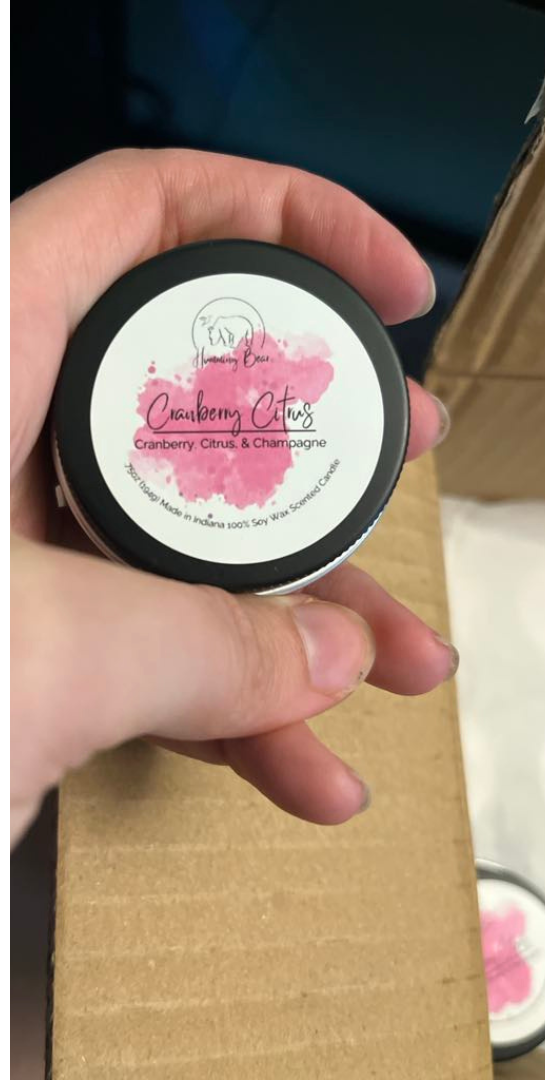 Humming Bear
Cranberry Citrus
Cranberry, Citrus, & Champagne
Made in Indiana 100% Soy Wax Scented Candle